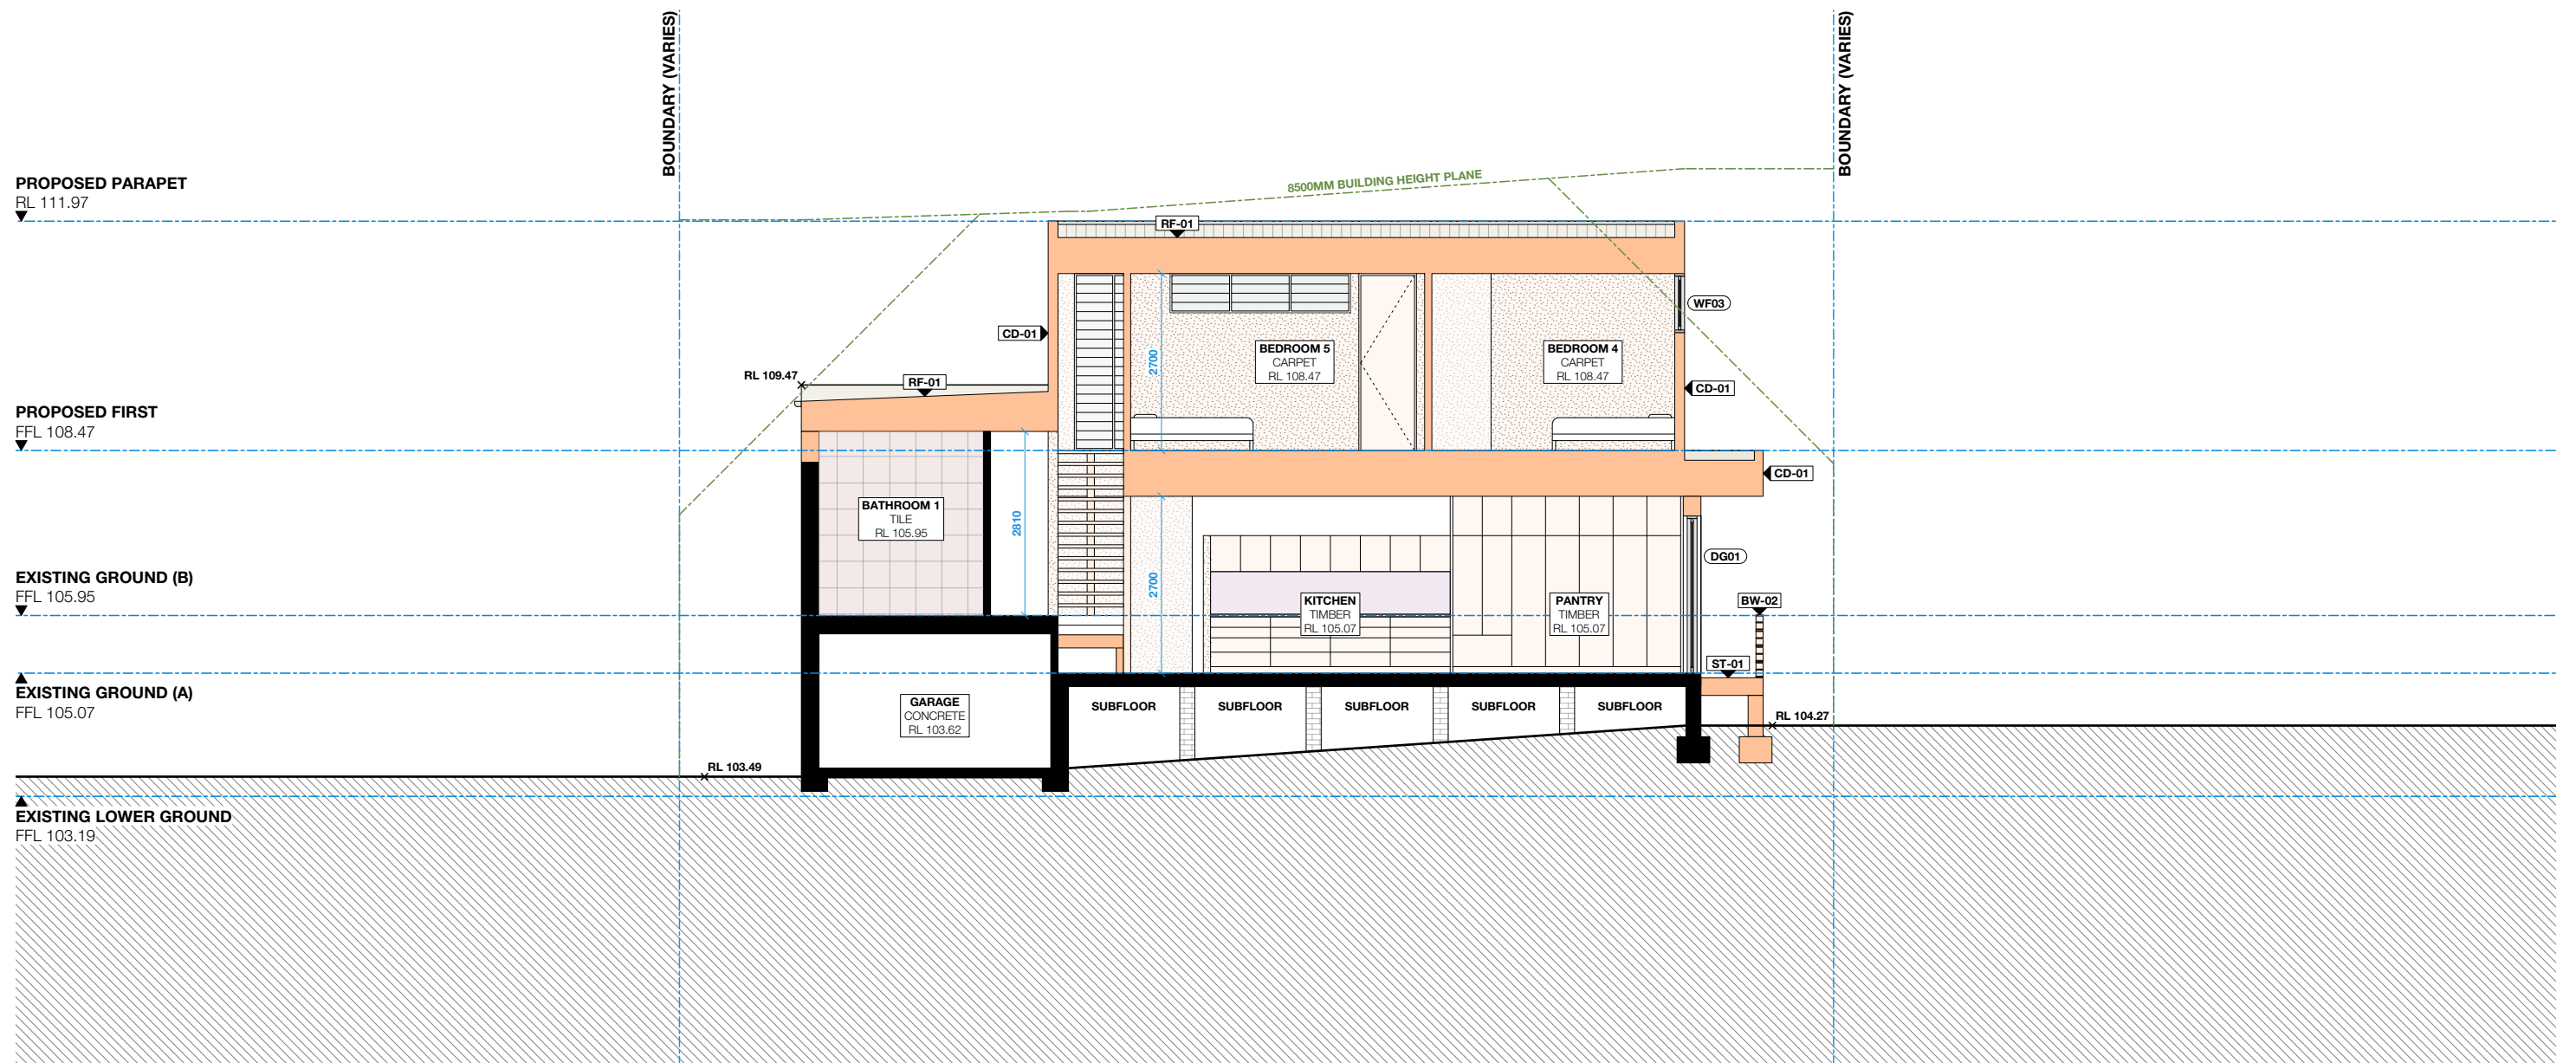 BOUNDARY (VARIES)
BOUNDARY (VARIES)
8500MM BUILDING HEIGHT PLANE
PROPOSED PARAPET
RL 111.97
RF-01
WF03
CD-01
2700
BEDROOM 5
CARPET
RL 108.47
BEDROOM 4
CARPET
RL 108.47
RL 109.47
RF-01
CD-01
PROPOSED FIRST
FFL 108.47
CD-01
BATHROOM 1
TILE
RL 105.95
2810
DG01
EXISTING GROUND (B)
FFL 105.95
2700
KITCHEN
TIMBER
RL 105.07
PANTRY
TIMBER
RL 105.07
BW-02
ST-01
EXISTING GROUND (A)
FFL 105.07
GARAGE
CONCRETE
RL 103.62
SUBFLOOR
SUBFLOOR
SUBFLOOR
SUBFLOOR
SUBFLOOR
RL 104.27
RL 103.49
EXISTING LOWER GROUND
FFL 103.19